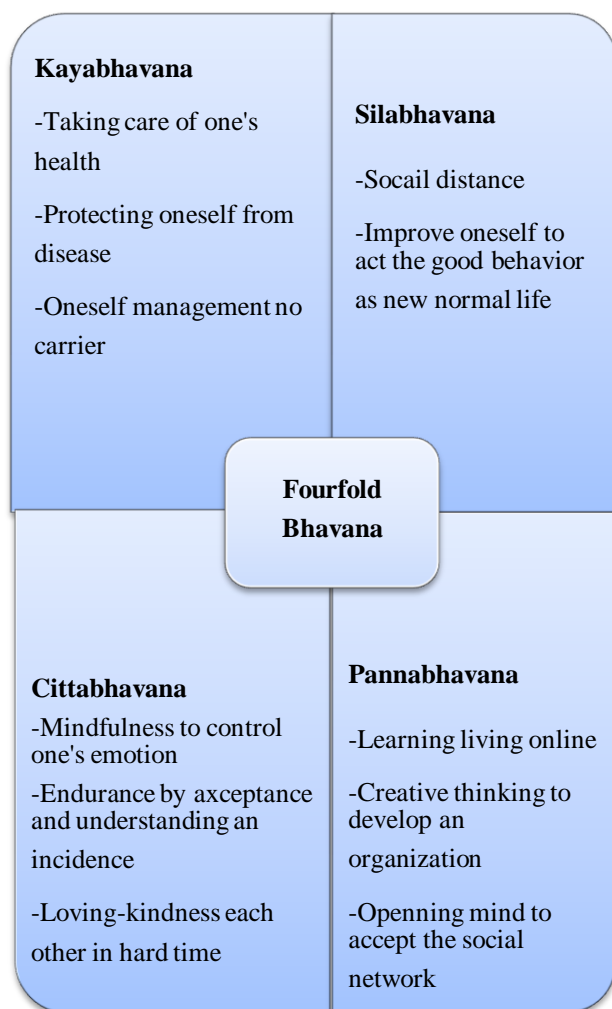 Kayabhavana
-Taking care of one's
health
-Protecting oneself from
disease
-Oneself management no
carrier
Silabhavana
-Socail distance
-Improve oneself to
act the good behavior
as new normal life
Fourfold
Bhavana
Cittabhavana
-Mindfulness to control
one's emotion
-Endurance by axceptance
and understanding an
incidence
-Loving-kindness each
other in hard time
Pannabhavana
-Learning living online
-Creative thinking to
develop an
organization
-Openning mind to
accept the social
network